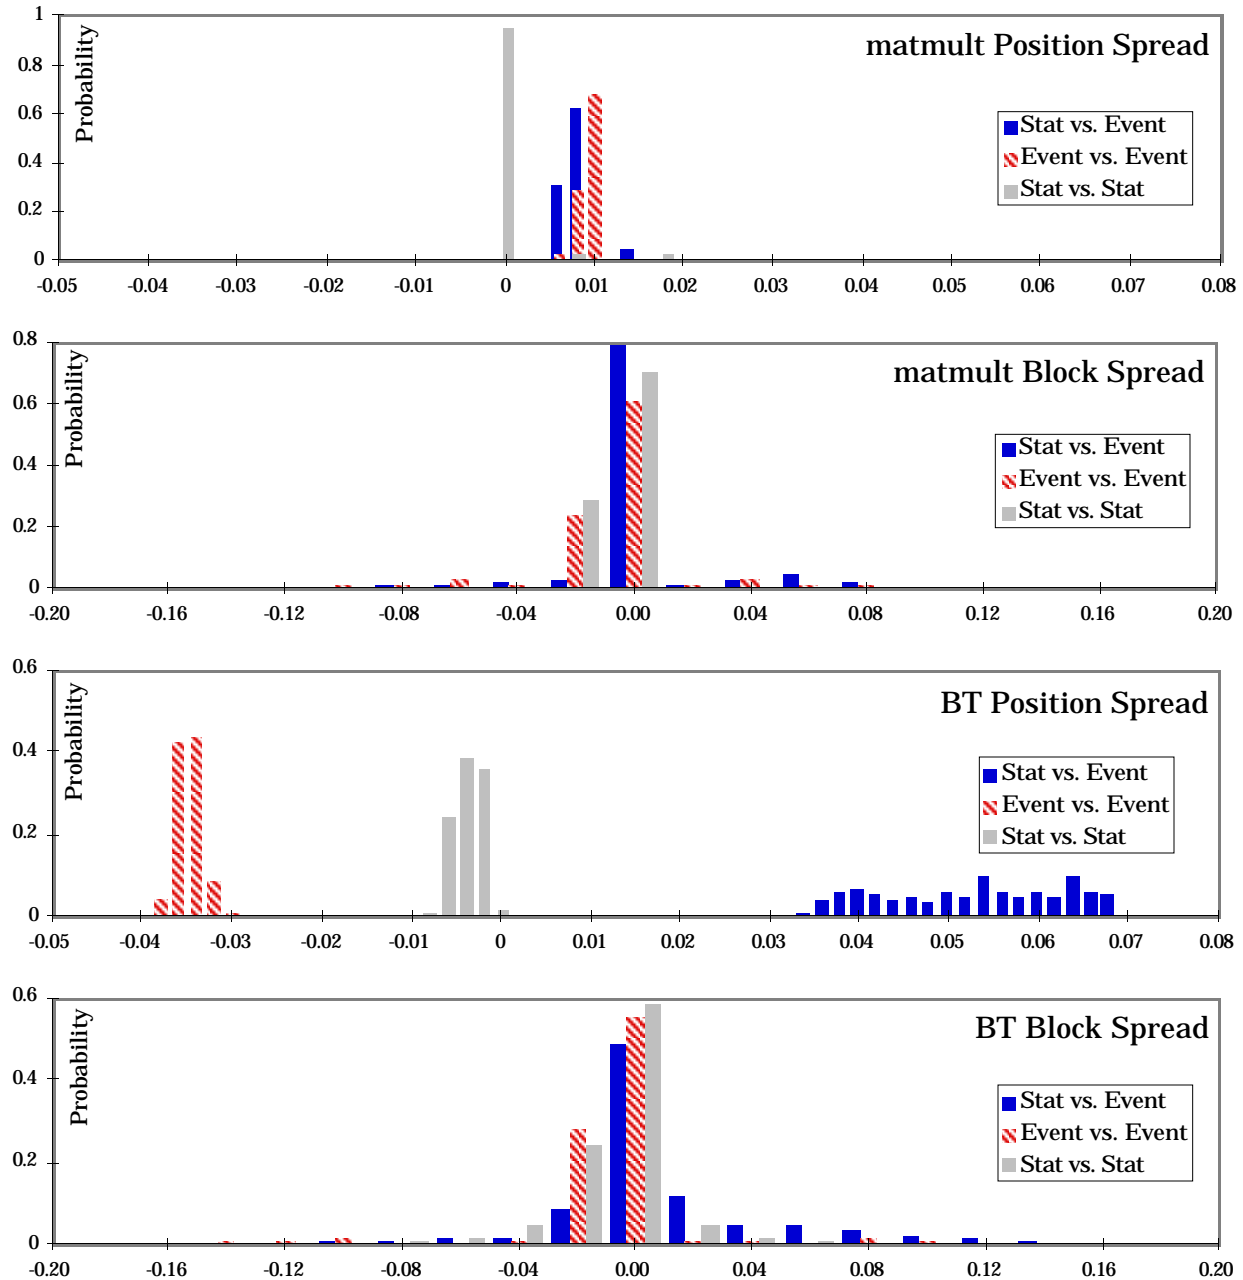 matmult Position Spread
Probability
1
0.8
0.6
0.4
0.2
0
Stat vs. Event
Event vs. Event
Stat vs. Stat
-0.05 -0.04 -0.03 -0.02 -0.01 0 0.01 0.02 0.03 0.04 0.05 0.06 0.07 0.08
matmult Block Spread
Probability
0.8
0.6
0.4
0.2
0
Stat vs. Event
Event vs. Event
Stat vs. Stat
-0.20 -0.16 -0.12 -0.08 -0.04 0.00 0.04 0.08 0.12 0.16 0.20
BT Position Spread
Probability
0.6
0.4
0.2
0
Stat vs. Event
Event vs. Event
Stat vs. Stat
-0.05 -0.04 -0.03 -0.02 -0.01 0 0.01 0.02 0.03 0.04 0.05 0.06 0.07 0.08
BT Block Spread
Probability
0.6
0.4
0.2
0
Stat vs. Event
Event vs. Event
Stat vs. Stat
-0.20 -0.16 -0.12 -0.08 -0.04 0.00 0.04 0.08 0.12 0.16 0.20